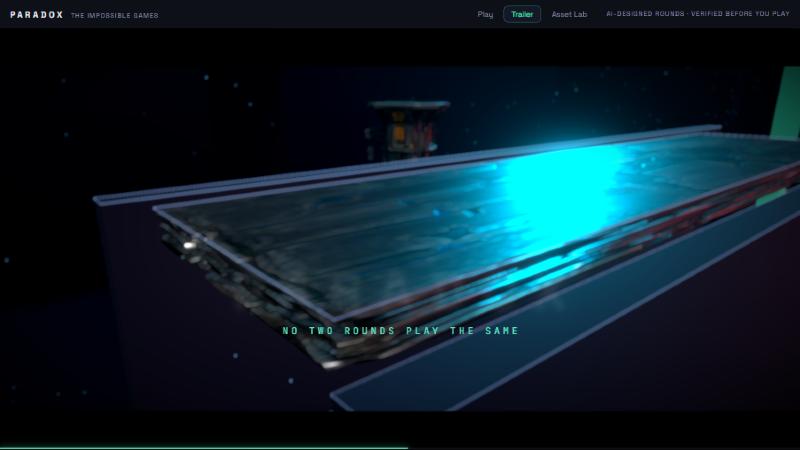 PARADOX THE IMPOSSIBLE GAMES Play Trailer Asset Lab AI-DESIGNED ROUNDS · VERIFIED BEFORE YOU PLAY
NO TWO ROUNDS PLAY THE SAME